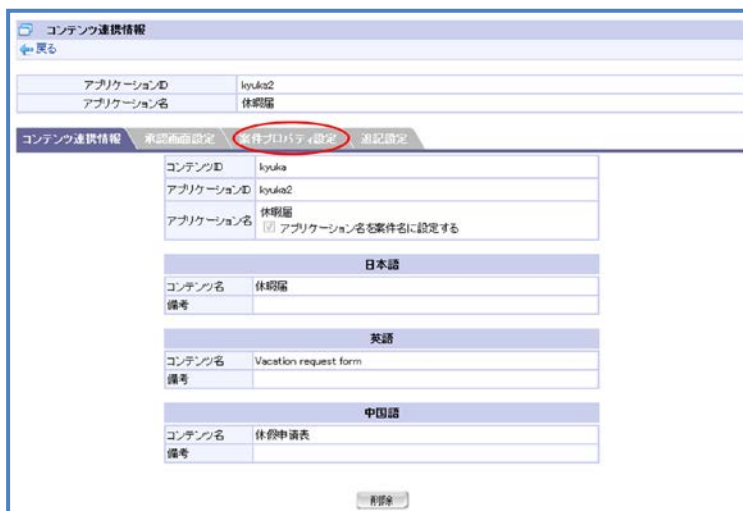 コンテンツ連携情報
戻る
アプリケーションID kyuka2
アプリケーション名 休暇届
コンテンツ連携情報 承認画面設定 案件プロパティ設定 追記設定
コンテンツID kyuka
アプリケーションID kyuka2
アプリケーション名 休暇届
アプリケーション名を案件名に設定する
日本語
コンテンツ名 休暇届
備考
英語
コンテンツ名 Vacation request form
備考
中国語
コンテンツ名 休假申请表
備考
削除